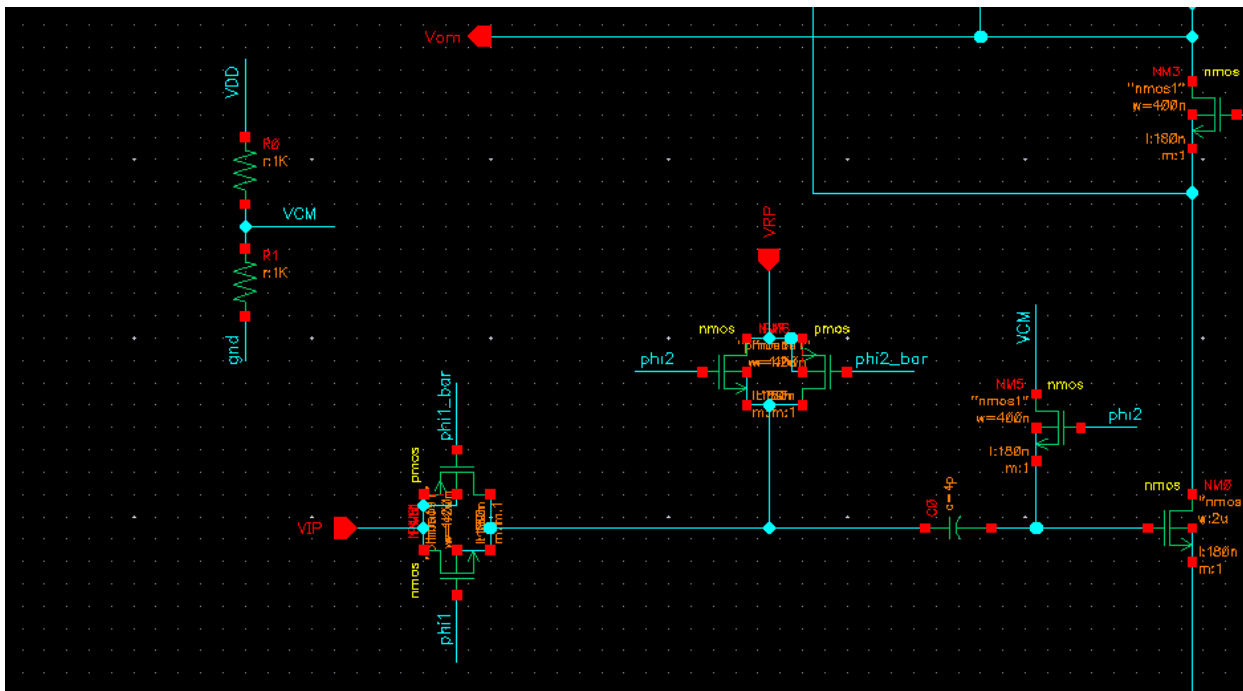 Vom
NM3 nmos
"nmos1"
w=400n
l:180n
m:1
VDD
R0
r:1K
VCM
R1
r:1K
gnd
VRP
nmos
pmos
phi2
phi2_bar
VCM
NM5 nmos
"nmos1"
w=400n
phi2
l:180n
m:1
phi1_bar
pmos
VIP
nmos
phi1
C0
c=4p
nmos
NM0
"nmos
w:2u
l:180n
m:1